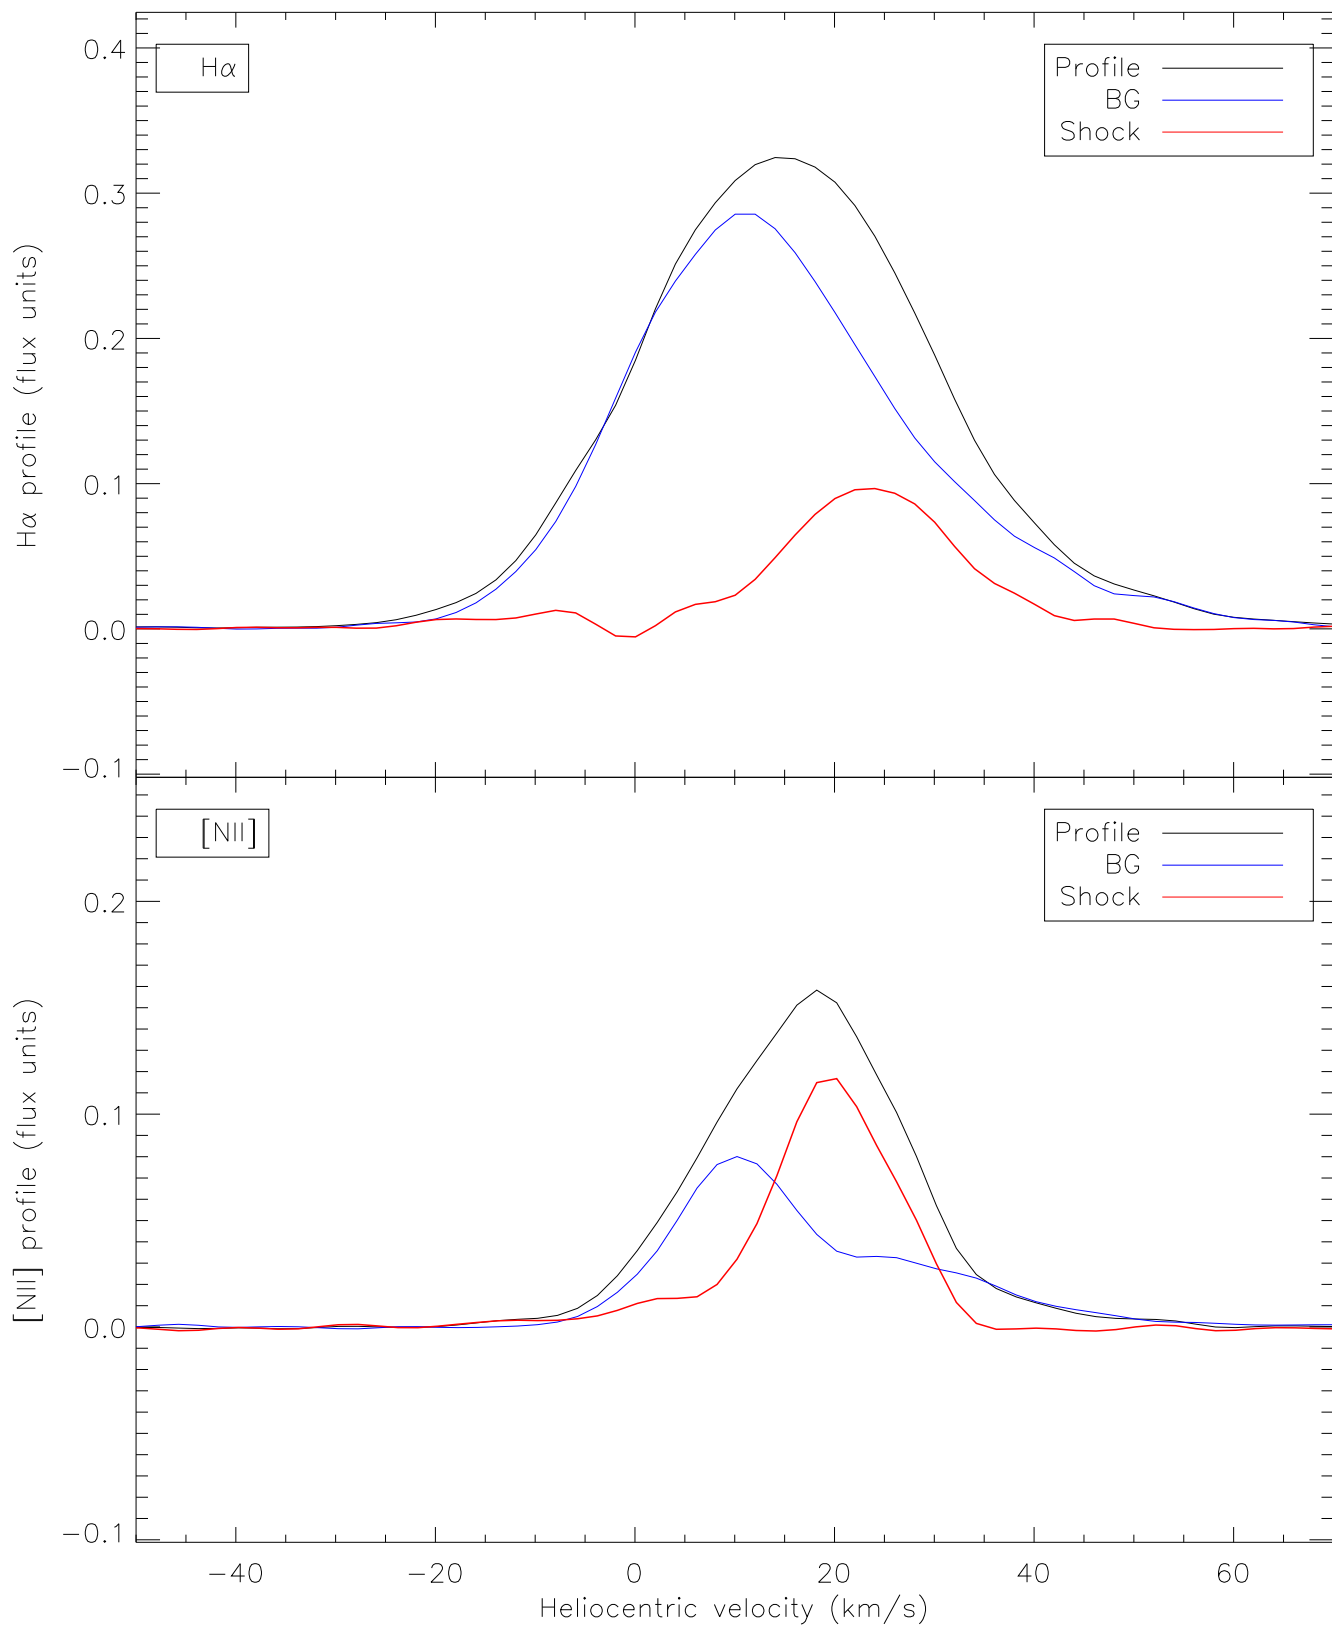 Hα
Profile
BG
Shock
0.4
0.3
0.2
0.1
0.0
−0.1
Hα profile (flux units)
[NII]
Profile
BG
Shock
0.2
0.1
0.0
−0.1
[NII] profile (flux units)
−40 −20 0 20 40 60
Heliocentric velocity (km/s)